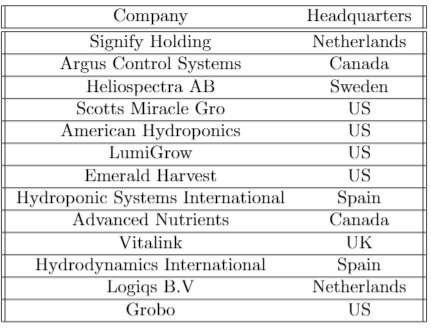 Company Headquarters
Signify Holding Netherlands
Argus Control Systems Canada
Heliospectra AB Sweden
Scotts Miracle Gro US
American Hydroponics US
LumiGrow US
Emerald Harvest US
Hydroponic Systems International Spain
Advanced Nutrients Canada
Vitalink UK
Hydrodynamics International Spain
Logiqs B.V Netherlands
Grobo US